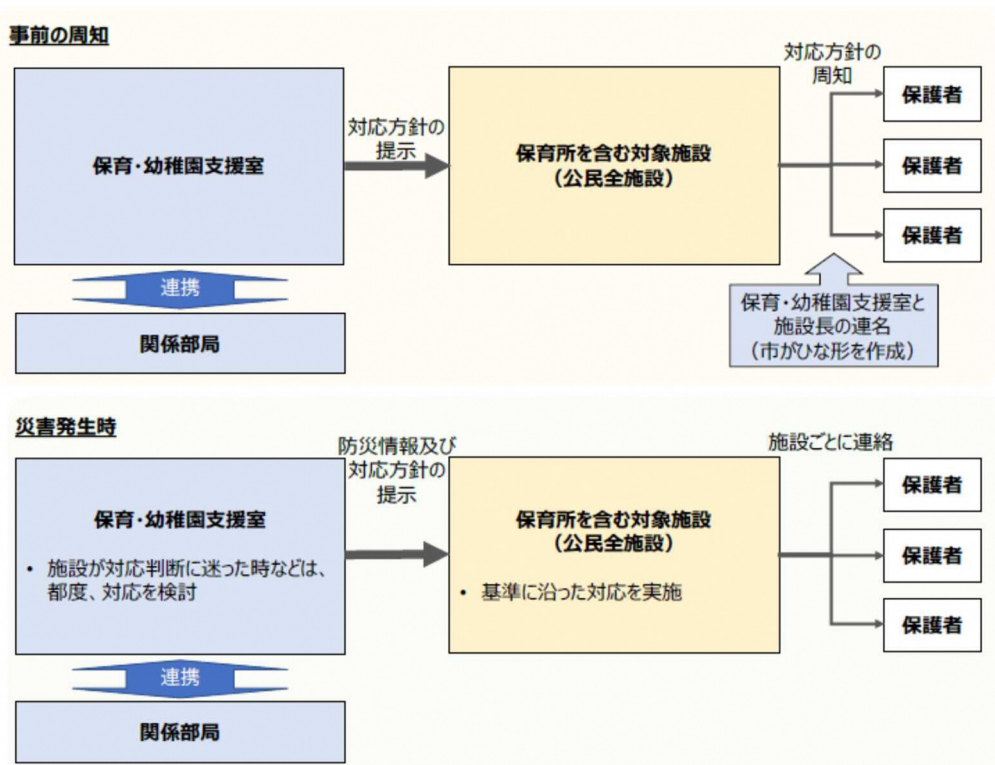 事前の周知
保育・幼稚園支援室
対応方針の
提示
保育所を含む対象施設
（公民全施設）
対応方針の
周知
保護者
保護者
保護者
連携
関係部局
保育・幼稚園支援室と
施設長の連名
（市がひな形を作成）
災害発生時
保育・幼稚園支援室
• 施設が対応判断に迷った時などは、
都度、対応を検討
防災情報及び
対応方針の
提示
保育所を含む対象施設
（公民全施設）
• 基準に沿った対応を実施
施設ごとに連絡
保護者
保護者
保護者
連携
関係部局